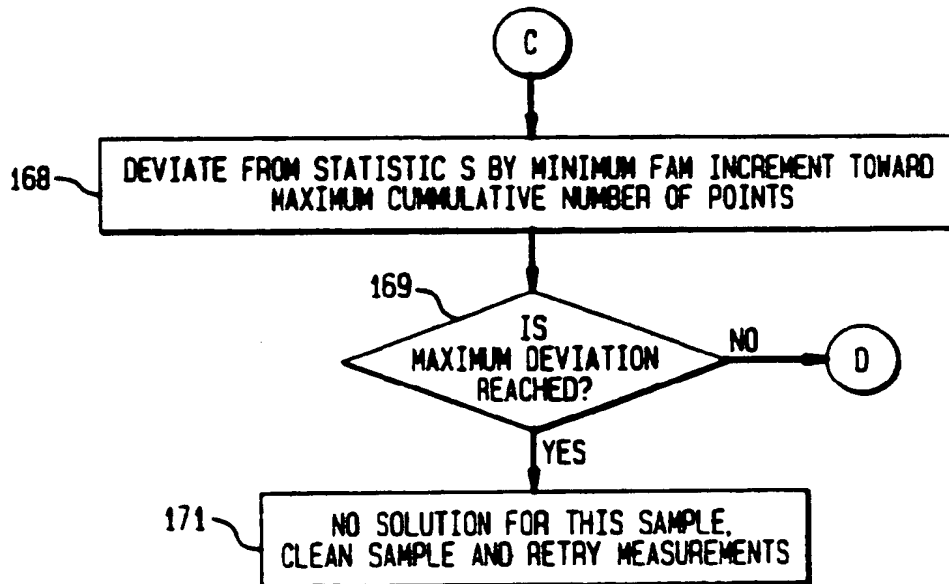 C
168
DEVIATE FROM STATISTIC S BY MINIMUM FAM INCREMENT TOWARD
MAXIMUM CUMMULATIVE NUMBER OF POINTS
169
IS
MAXIMUM DEVIATION
REACHED?
NO
D
YES
171
NO SOLUTION FOR THIS SAMPLE.
CLEAN SAMPLE AND RETRY MEASUREMENTS